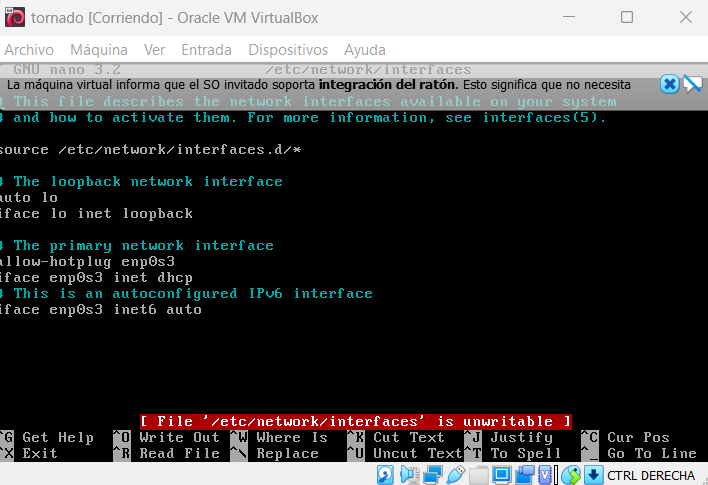 tornado [Corriendo] - Oracle VM VirtualBox
Archivo Máquina Ver Entrada Dispositivos Ayuda
GNU nano 3.2 /etc/network/interfaces
La máquina virtual informa que el SO invitado soporta integración del ratón. Esto significa que no necesita
# This file describes the network interfaces available on your system
# and how to activate them. For more information, see interfaces(5).
source /etc/network/interfaces.d/*
# The loopback network interface
auto lo
iface lo inet loopback
# The primary network interface
allow-hotplug enp0s3
iface enp0s3 inet dhcp
# This is an autoconfigured IPv6 interface
iface enp0s3 inet6 auto
[ File '/etc/network/interfaces' is unwritable ]
^G Get Help ^O Write Out ^W Where Is ^K Cut Text ^J Justify ^C Cur Pos
^X Exit ^R Read File ^\ Replace ^U Uncut Text ^T To Spell ^_ Go To Line
CTRL DERECHA